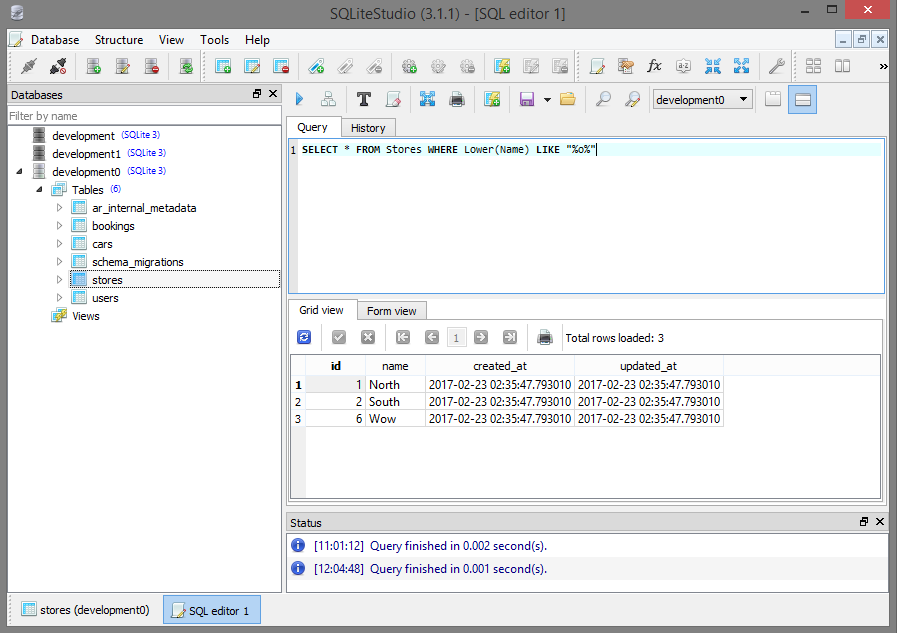 SQLiteStudio (3.1.1) - [SQL editor 1]
Database Structure View Tools Help
Databases
Filter by name
development (SQLite 3)
development1 (SQLite 3)
development0 (SQLite 3)
Tables (6)
ar_internal_metadata
bookings
cars
schema_migrations
stores
users
Views
development0
Query History
1 SELECT * FROM Stores WHERE Lower(Name) LIKE "%o%"
Grid view Form view
1 Total rows loaded: 3
id name created_at updated_at
1 1 North 2017-02-23 02:35:47.793010 2017-02-23 02:35:47.793010
2 2 South 2017-02-23 02:35:47.793010 2017-02-23 02:35:47.793010
3 6 Wow 2017-02-23 02:35:47.793010 2017-02-23 02:35:47.793010
Status
[11:01:12] Query finished in 0.002 second(s).
[12:04:48] Query finished in 0.001 second(s).
stores (development0) SQL editor 1